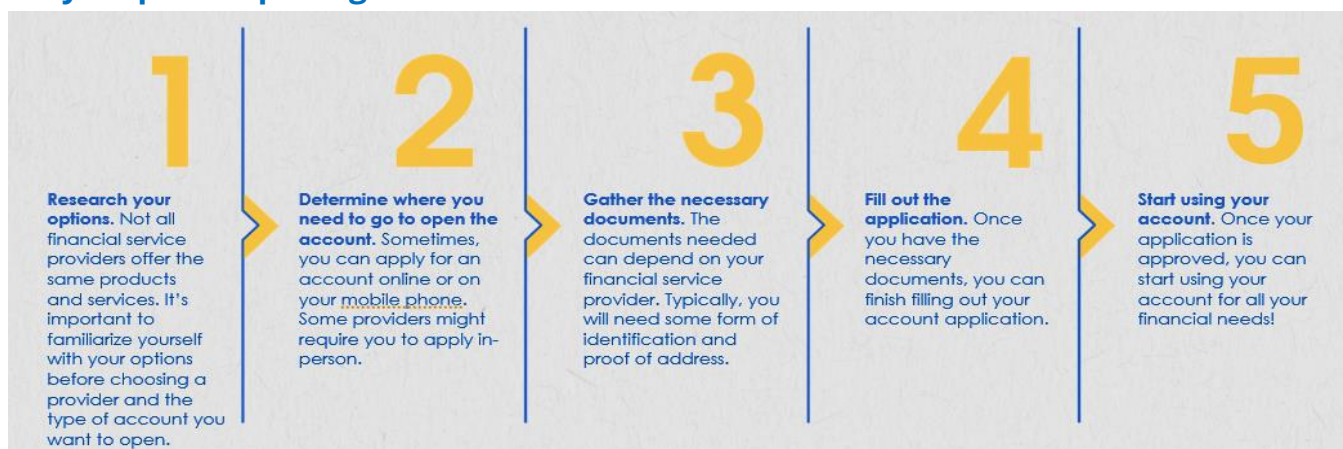 1
Research your
options. Not all
financial service
providers offer the
same products
and services. It's
important to
familiarize yourself
with your options
before choosing a
provider and the
type of account you
want to open.
2
Determine where you
need to go to open the
account. Sometimes,
you can apply for an
account online or on
your mobile phone.
Some providers might
require you to apply in-
person.
3
Gather the necessary
documents. The
documents needed
can depend on your
financial service
provider. Typically, you
will need some form of
identification and
proof of address.
4
Fill out the
application. Once
you have the
necessary
documents, you can
finish filling out your
account application.
5
Start using your
account. Once your
application is
approved, you can
start using your
account for all your
financial needs!